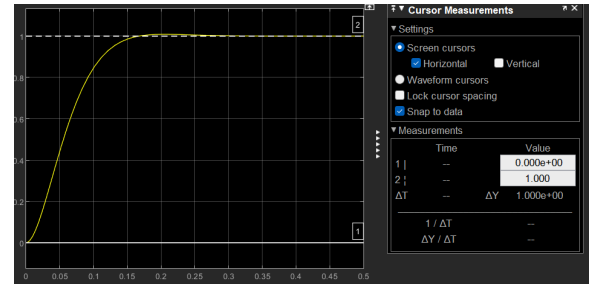 Cursor Measurements
Settings
Screen cursors
Horizontal Vertical
Waveform cursors
Lock cursor spacing
Snap to data
Measurements
Time Value
1 | -- 0.000e+00
2 ¦ -- 1.000
ΔT -- ΔY 1.000e+00
1 / ΔT --
ΔY / ΔT --
2
1
0.8
0.6
0.4
0.2
0
1
0 0.05 0.1 0.15 0.2 0.25 0.3 0.35 0.4 0.45 0.5